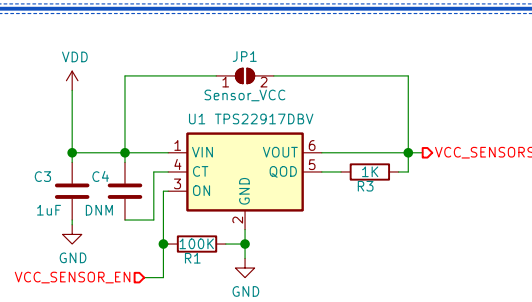 VDD
JP1
1 2
Sensor_VCC
U1 TPS22917DBV
1 VIN VOUT 6
4 CT QOD 5
3 ON
GND
2
C3 C4
1uF DNM
1K
R3
VCC_SENSORS
GND
100K
R1
VCC_SENSOR_EN
GND